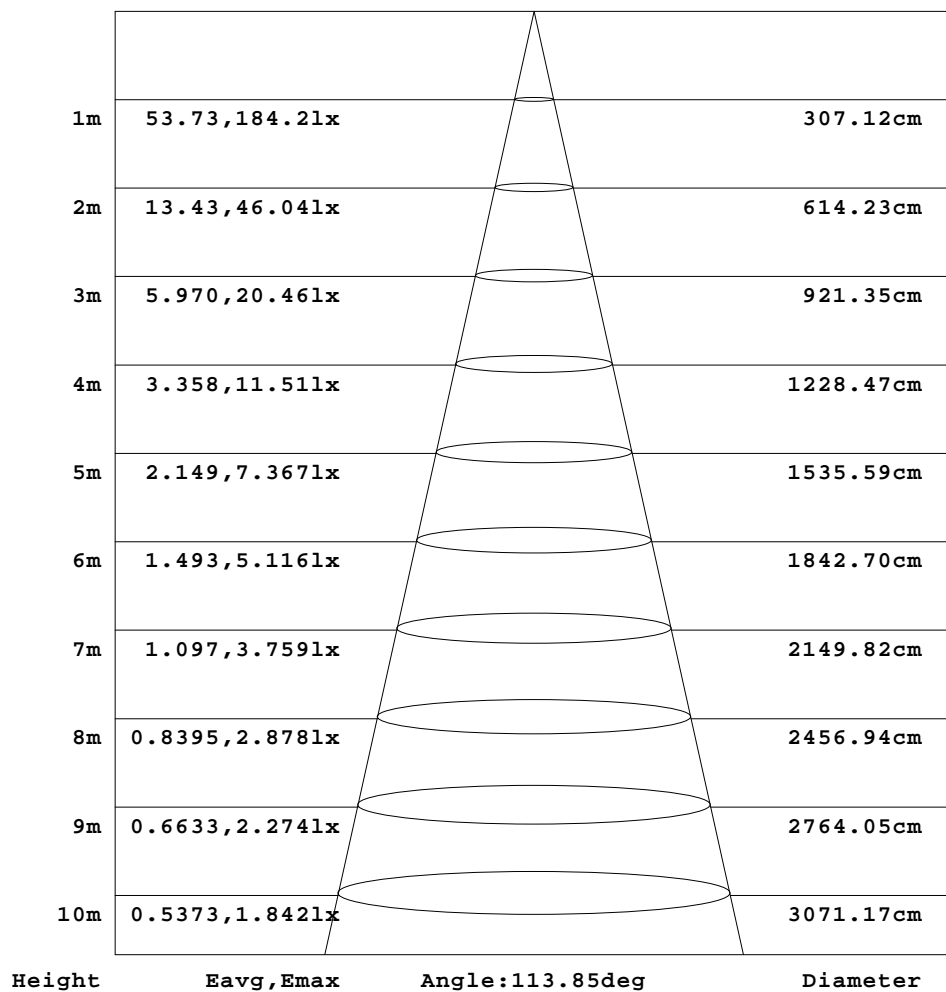 1m 53.73,184.2lx 307.12cm
2m 13.43,46.04lx 614.23cm
3m 5.970,20.46lx 921.35cm
4m 3.358,11.51lx 1228.47cm
5m 2.149,7.367lx 1535.59cm
6m 1.493,5.116lx 1842.70cm
7m 1.097,3.759lx 2149.82cm
8m 0.8395,2.878lx 2456.94cm
9m 0.6633,2.274lx 2764.05cm
10m 0.5373,1.842lx 3071.17cm
Height Eavg,Emax Angle:113.85deg Diameter